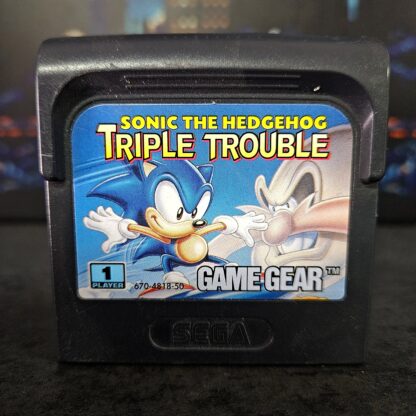 SONIC THE HEDGEHOG
TRIPLE TROUBLE
1
PLAYER
670-4818-50
GAME GEAR™
SEGA